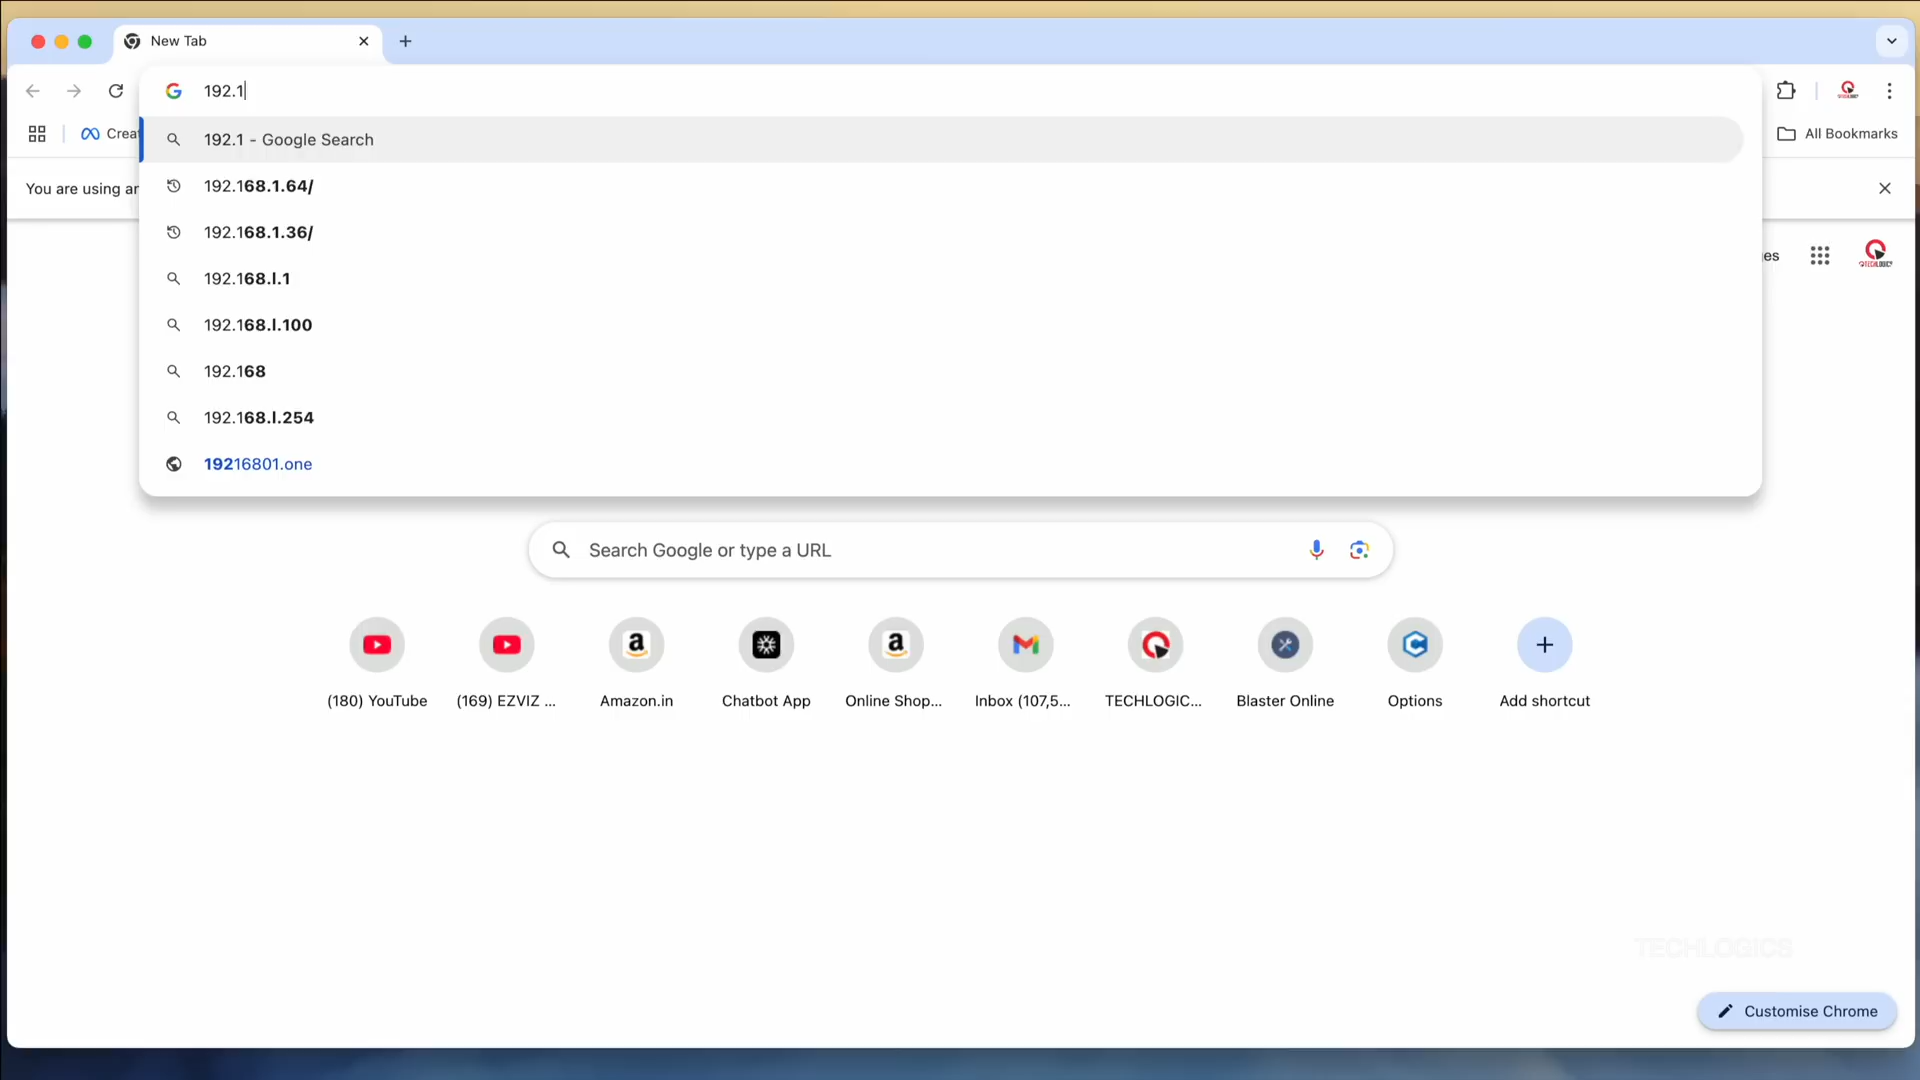 New Tab
192.1
192.1 - Google Search
Creat
All Bookmarks
You are using an
192.168.1.64/
192.168.1.36/
es
192.168.l.1
192.168.l.100
192.168
192.168.l.254
19216801.one
Search Google or type a URL
(180) YouTube
(169) EZVIZ ...
Amazon.in
Chatbot App
Online Shop...
Inbox (107,5...
TECHLOGIC...
Blaster Online
Options
Add shortcut
TECHLOGICS
Customise Chrome